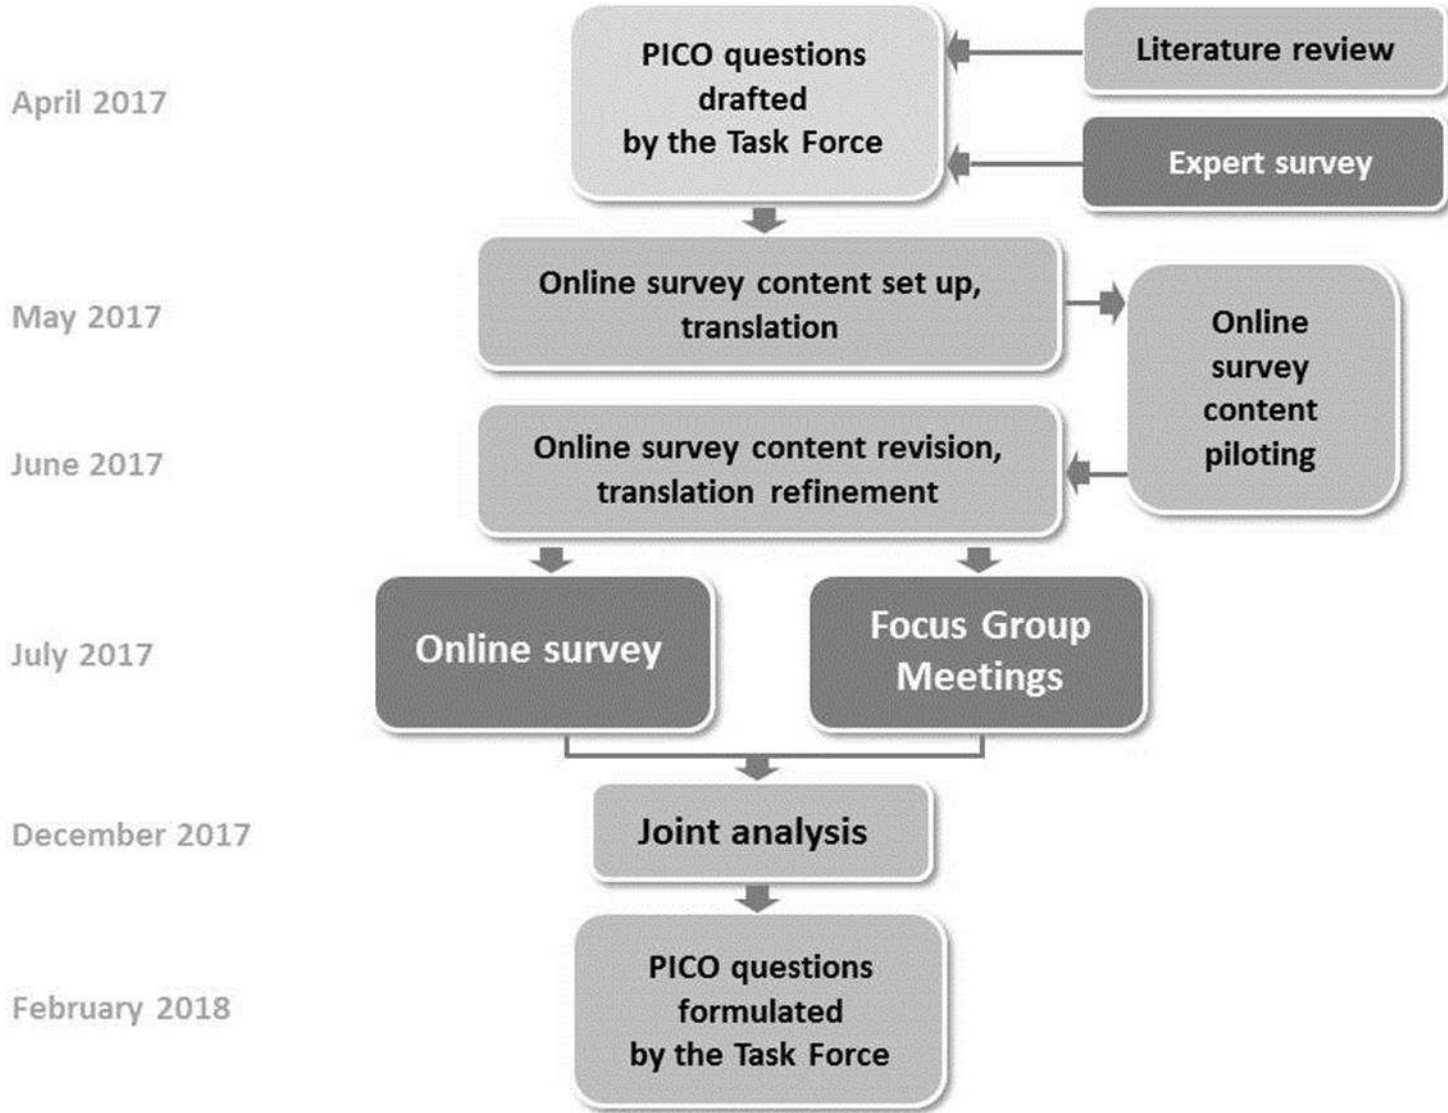 April 2017
PICO questions
drafted
by the Task Force
Literature review
Expert survey
May 2017
Online survey content set up,
translation
Online
survey
content
piloting
June 2017
Online survey content revision,
translation refinement
July 2017
Online survey
Focus Group
Meetings
December 2017
Joint analysis
February 2018
PICO questions
formulated
by the Task Force